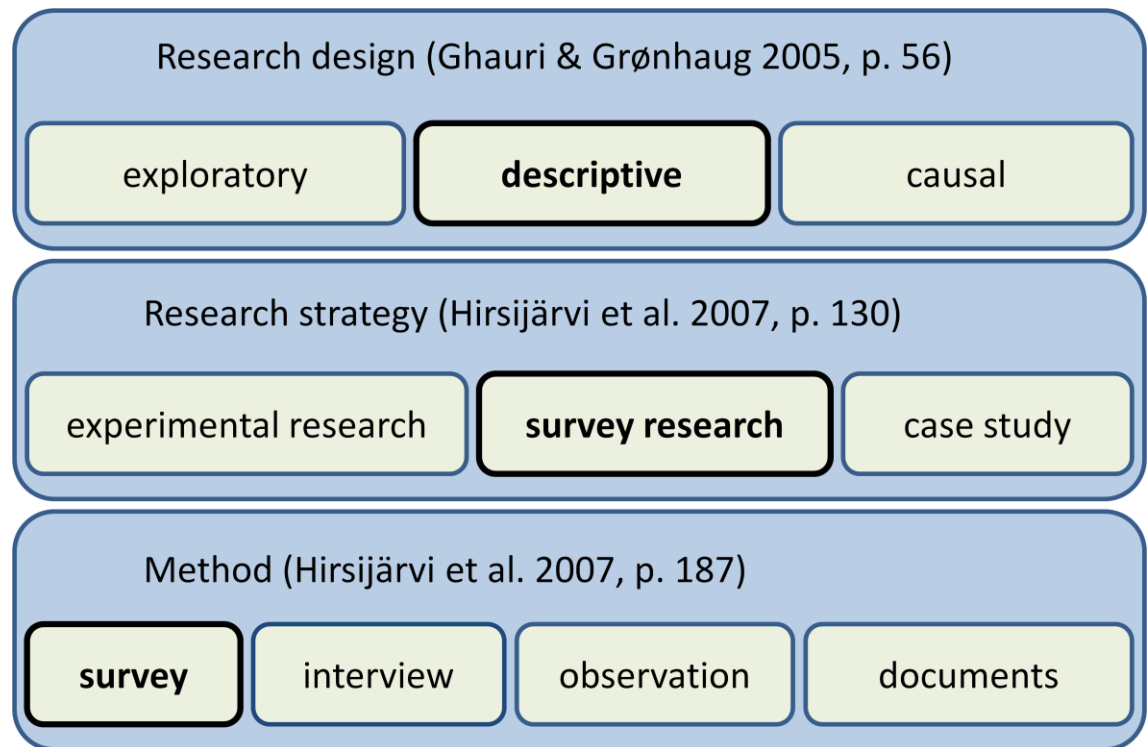 Research design (Ghauri & Grønhaug 2005, p. 56)
exploratory
descriptive
causal
Research strategy (Hirsijärvi et al. 2007, p. 130)
experimental research
survey research
case study
Method (Hirsijärvi et al. 2007, p. 187)
survey
interview
observation
documents